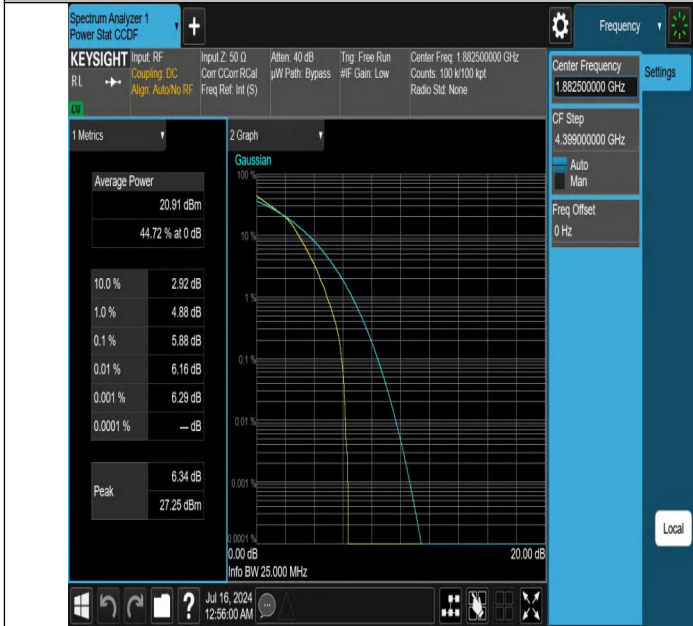 Spectrum Analyzer 1
Power Stat CCDF
+
Frequency
KEYSIGHT
RL
LXI
Input: RF
Coupling: DC
Align: Auto/No RF
Input Z: 50 Ω
Corr CCorr RCal
Freq Ref: Int (S)
Atten: 40 dB
µW Path: Bypass
Trig: Free Run
#IF Gain: Low
Center Freq: 1.882500000 GHz
Counts: 100 k/100 kpt
Radio Std: None
Center Frequency
1.882500000 GHz
Settings
CF Step
4.399000000 GHz
Auto
Man
Freq Offset
0 Hz
Local
1 Metrics
Average Power
20.91 dBm
44.72 % at 0 dB
10.0 % 2.92 dB
1.0 % 4.88 dB
0.1 % 5.88 dB
0.01 % 6.16 dB
0.001 % 6.29 dB
0.0001 % --- dB
Peak
6.34 dB
27.25 dBm
2 Graph
Gaussian
100 %
10 %
1 %
0.1 %
0.01 %
0.001 %
0.0001 %
0.00 dB 20.00 dB
Info BW 25.000 MHz
?
Jul 16, 2024
12:56:00 AM